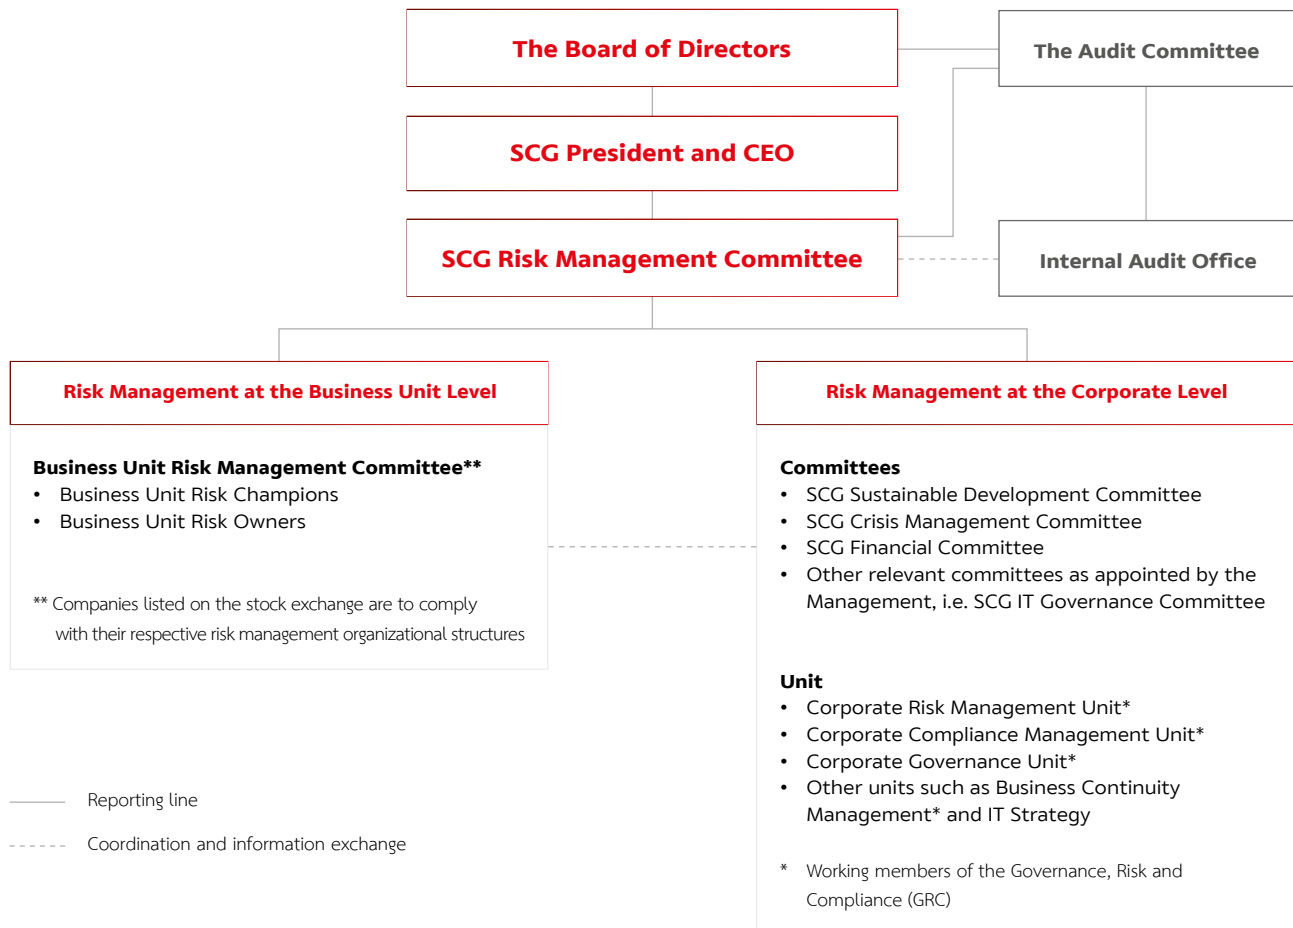 The Board of Directors
The Audit Committee
SCG President and CEO
SCG Risk Management Committee
Internal Audit Office
Risk Management at the Business Unit Level
Business Unit Risk Management Committee**
• Business Unit Risk Champions
• Business Unit Risk Owners
** Companies listed on the stock exchange are to comply
with their respective risk management organizational structures
Risk Management at the Corporate Level
Committees
• SCG Sustainable Development Committee
• SCG Crisis Management Committee
• SCG Financial Committee
• Other relevant committees as appointed by the
Management, i.e. SCG IT Governance Committee
Unit
• Corporate Risk Management Unit*
• Corporate Compliance Management Unit*
• Corporate Governance Unit*
• Other units such as Business Continuity
Management* and IT Strategy
* Working members of the Governance, Risk and
Compliance (GRC)
Reporting line
Coordination and information exchange